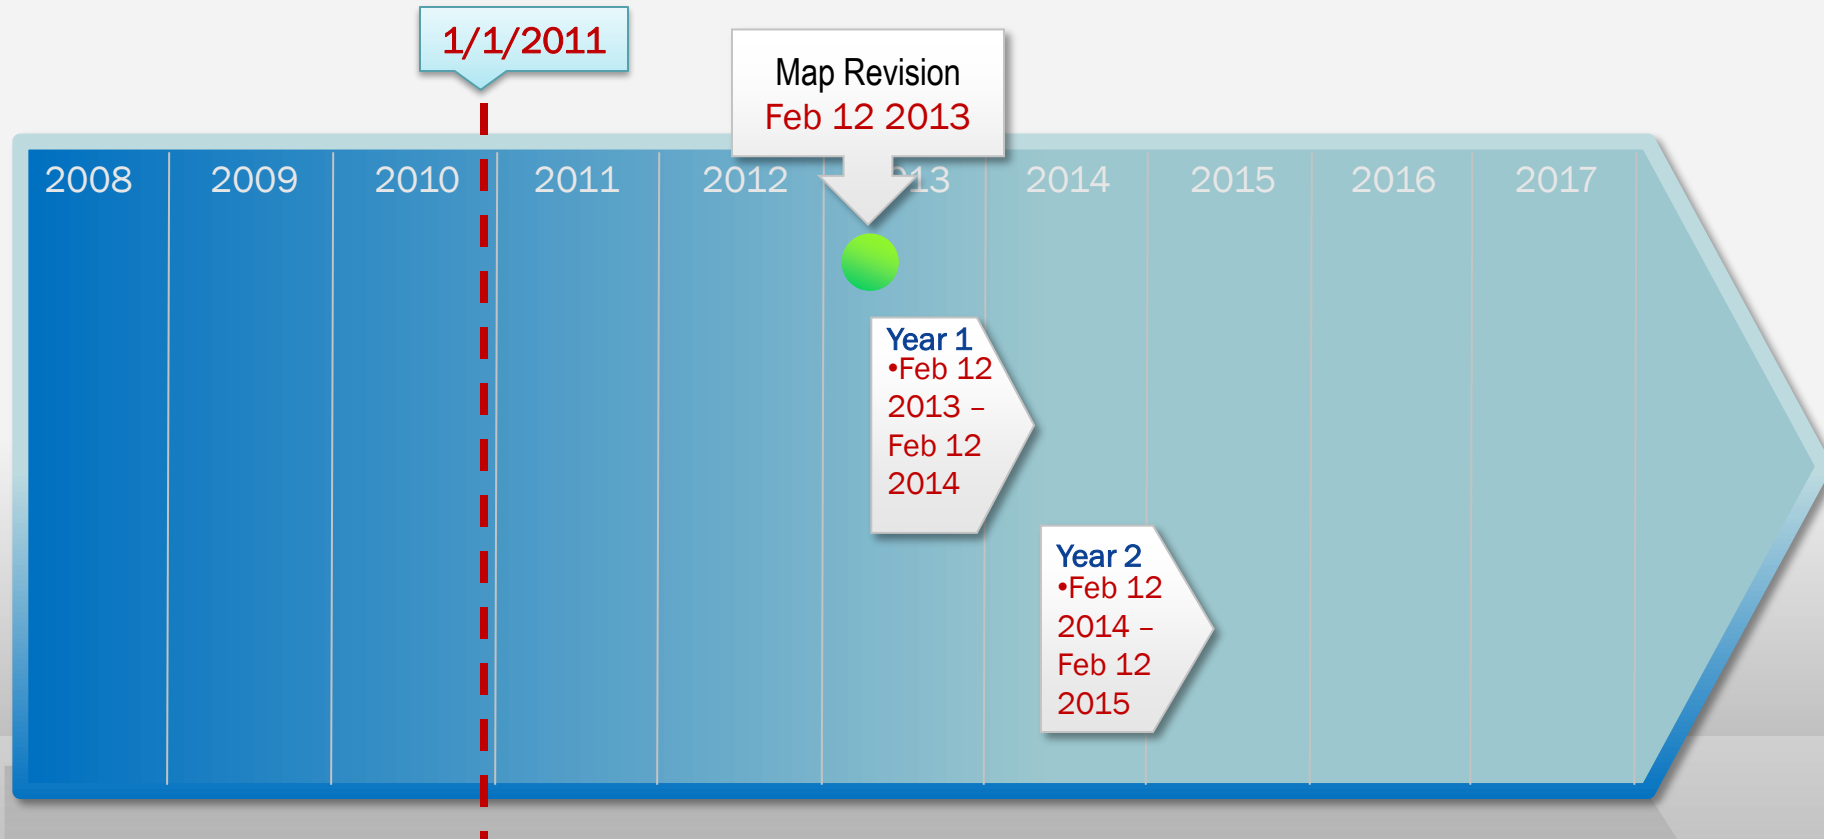 1/1/2011
Map Revision
Feb 12 2013
2008 2009 2010 2011 2012 13 2014 2015 2016 2017
Year 1
•Feb 12
2013 –
Feb 12
2014
Year 2
•Feb 12
2014 –
Feb 12
2015